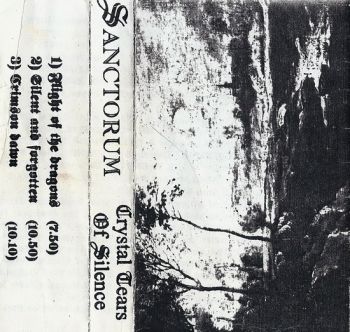 SANCTORUM
Crystal Tears
Of Silence
1) Flight of the dragons (7.50)
2) Silent and forgotten (10.50)
3) Crimson dawn (10.10)